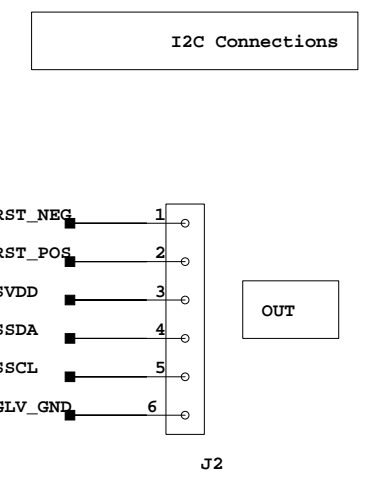 I2C Connections
RST_NEG 1
RST_POS 2
SVDD 3
OUT
SSDA 4
SSCL 5
GLV_GND 6
J2